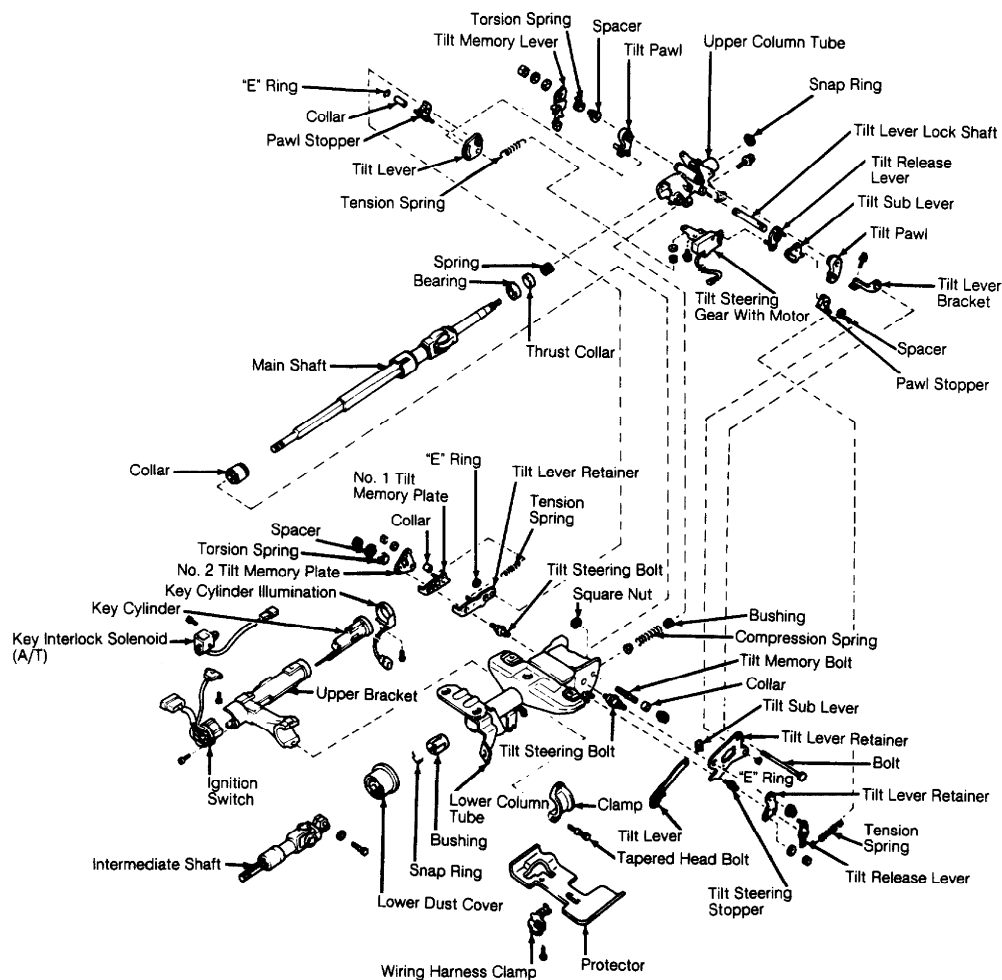 Torsion Spring
Tilt Memory Lever
Spacer
Tilt Pawl
Upper Column Tube
Snap Ring
"E" Ring
Collar
Pawl Stopper
Tilt Lever
Tension Spring
Tilt Lever Lock Shaft
Tilt Release
Lever
Tilt Sub Lever
Tilt Pawl
Spring
Bearing
Tilt Lever
Bracket
Tilt Steering
Gear With Motor
Thrust Collar
Spacer
Main Shaft
Pawl Stopper
Collar
"E" Ring
Tilt Lever Retainer
No. 1 Tilt
Memory Plate
Tension
Spring
Collar
Spacer
Torsion Spring
No. 2 Tilt Memory Plate
Tilt Steering Bolt
Key Cylinder Illumination
Square Nut
Key Cylinder
Bushing
Key Interlock Solenoid
(A/T)
Compression Spring
Tilt Memory Bolt
Upper Bracket
Collar
Tilt Sub Lever
Tilt Steering Bolt
Tilt Lever Retainer
Bolt
Ignition
Switch
"E" Ring
Lower Column
Tube
Clamp
Tilt Lever Retainer
Bushing
Tilt Lever
Tension
Spring
Tapered Head Bolt
Intermediate Shaft
Snap Ring
Tilt Release Lever
Lower Dust Cover
Tilt Steering
Stopper
Wiring Harness Clamp
Protector